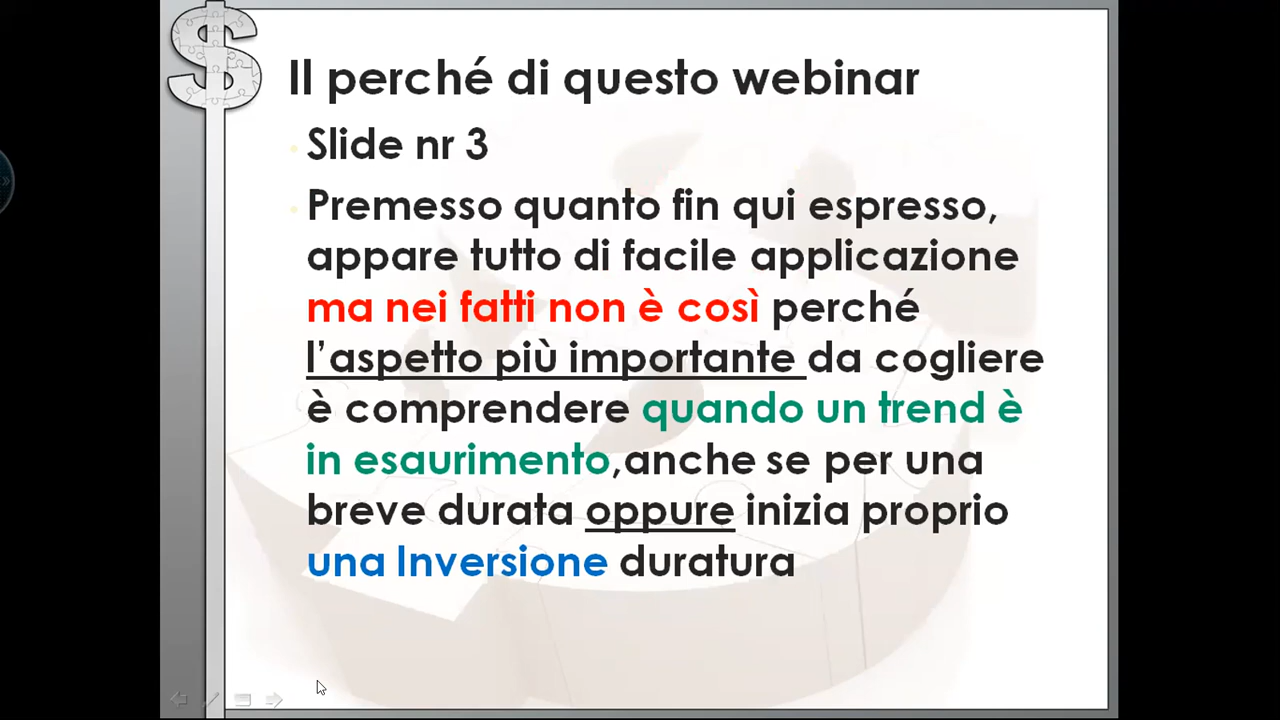 Il perché di questo webinar
Slide nr 3
Premesso quanto fin qui espresso,
appare tutto di facile applicazione
ma nei fatti non è così perché
l’aspetto più importante da cogliere
è comprendere quando un trend è
in esaurimento,anche se per una
breve durata oppure inizia proprio
una Inversione duratura